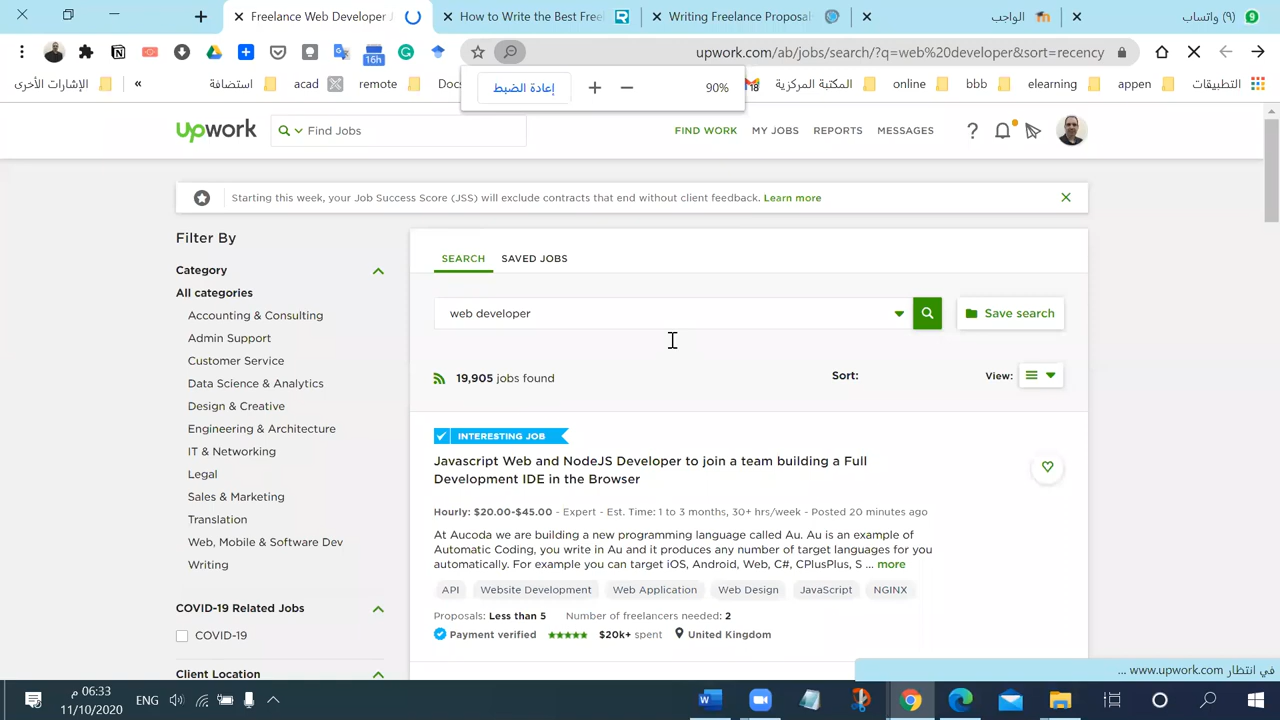 Freelance Web Developer J
How to Write the Best Free
Writing Freelance Proposal
الواجب
(٩) واتساب
9
16h
upwork.com/ab/jobs/search/?q=web%20developer&sort=recency
الإشارات الأخرى
»
استضافة
acad
remote
Doc
18
المكتبة المركزية
online
bbb
elearning
appen
التطبيقات
إعادة الضبط
90%
upwork
Find Jobs
FIND WORK
MY JOBS
REPORTS
MESSAGES
?
Starting this week, your Job Success Score (JSS) will exclude contracts that end without client feedback. Learn more
Filter By
Category
All categories
Accounting & Consulting
Admin Support
Customer Service
Data Science & Analytics
Design & Creative
Engineering & Architecture
IT & Networking
Legal
Sales & Marketing
Translation
Web, Mobile & Software Dev
Writing
COVID-19 Related Jobs
COVID-19
Client Location
SEARCH
SAVED JOBS
web developer
Save search
19,905 jobs found
Sort:
View:
INTERESTING JOB
Javascript Web and NodeJS Developer to join a team building a Full
Development IDE in the Browser
Hourly: $20.00-$45.00 - Expert - Est. Time: 1 to 3 months, 30+ hrs/week - Posted 20 minutes ago
At Aucoda we are building a new programming language called Au. Au is an example of
Automatic Coding, you write in Au and it produces any number of target languages for you
automatically. For example you can target iOS, Android, Web, C#, CPlusPlus, S ... more
API
Website Development
Web Application
Web Design
JavaScript
NGINX
Proposals: Less than 5
Number of freelancers needed: 2
Payment verified
$20k+ spent
United Kingdom
في انتظار www.upwork.com ...
06:33 م
11/10/2020
ENG